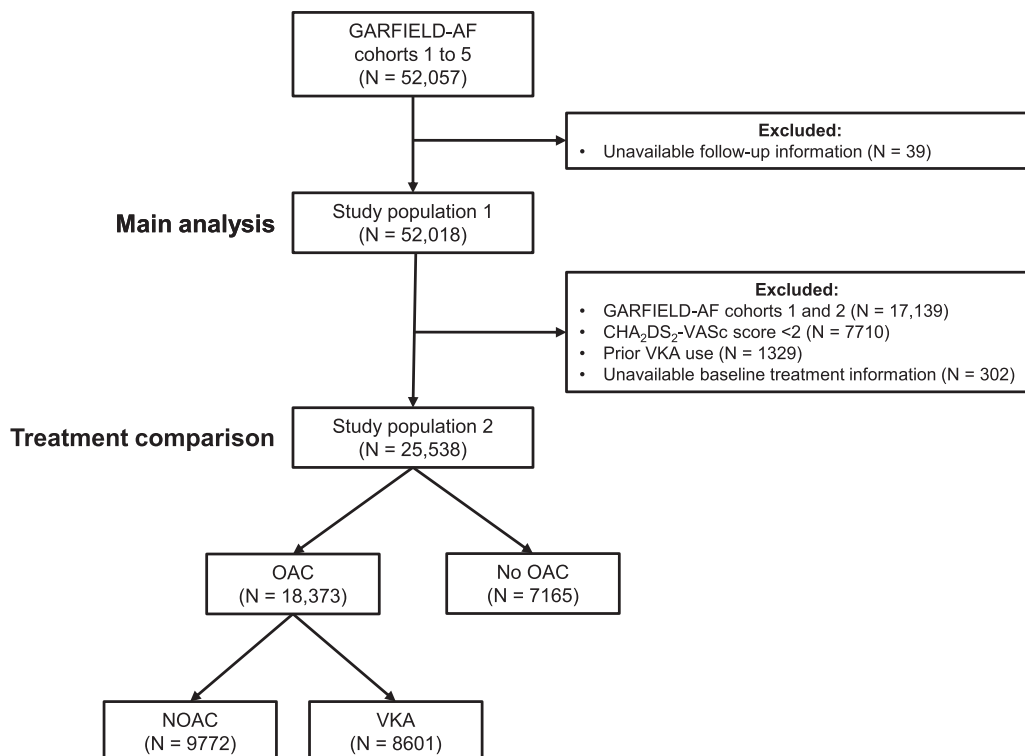 GARFIELD-AF
cohorts 1 to 5
(N = 52,057)
Excluded:
• Unavailable follow-up information (N = 39)
Main analysis
Study population 1
(N = 52,018)
Excluded:
• GARFIELD-AF cohorts 1 and 2 (N = 17,139)
• CHA₂DS₂-VASc score <2 (N = 7710)
• Prior VKA use (N = 1329)
• Unavailable baseline treatment information (N = 302)
Treatment comparison
Study population 2
(N = 25,538)
OAC
(N = 18,373)
No OAC
(N = 7165)
NOAC
(N = 9772)
VKA
(N = 8601)